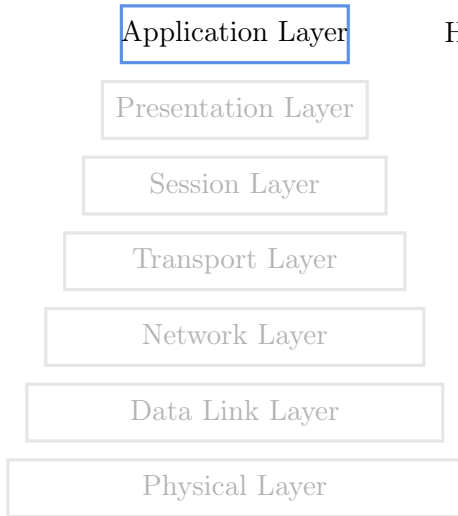 Application Layer
Presentation Layer
Session Layer
Transport Layer
Network Layer
Data Link Layer
Physical Layer